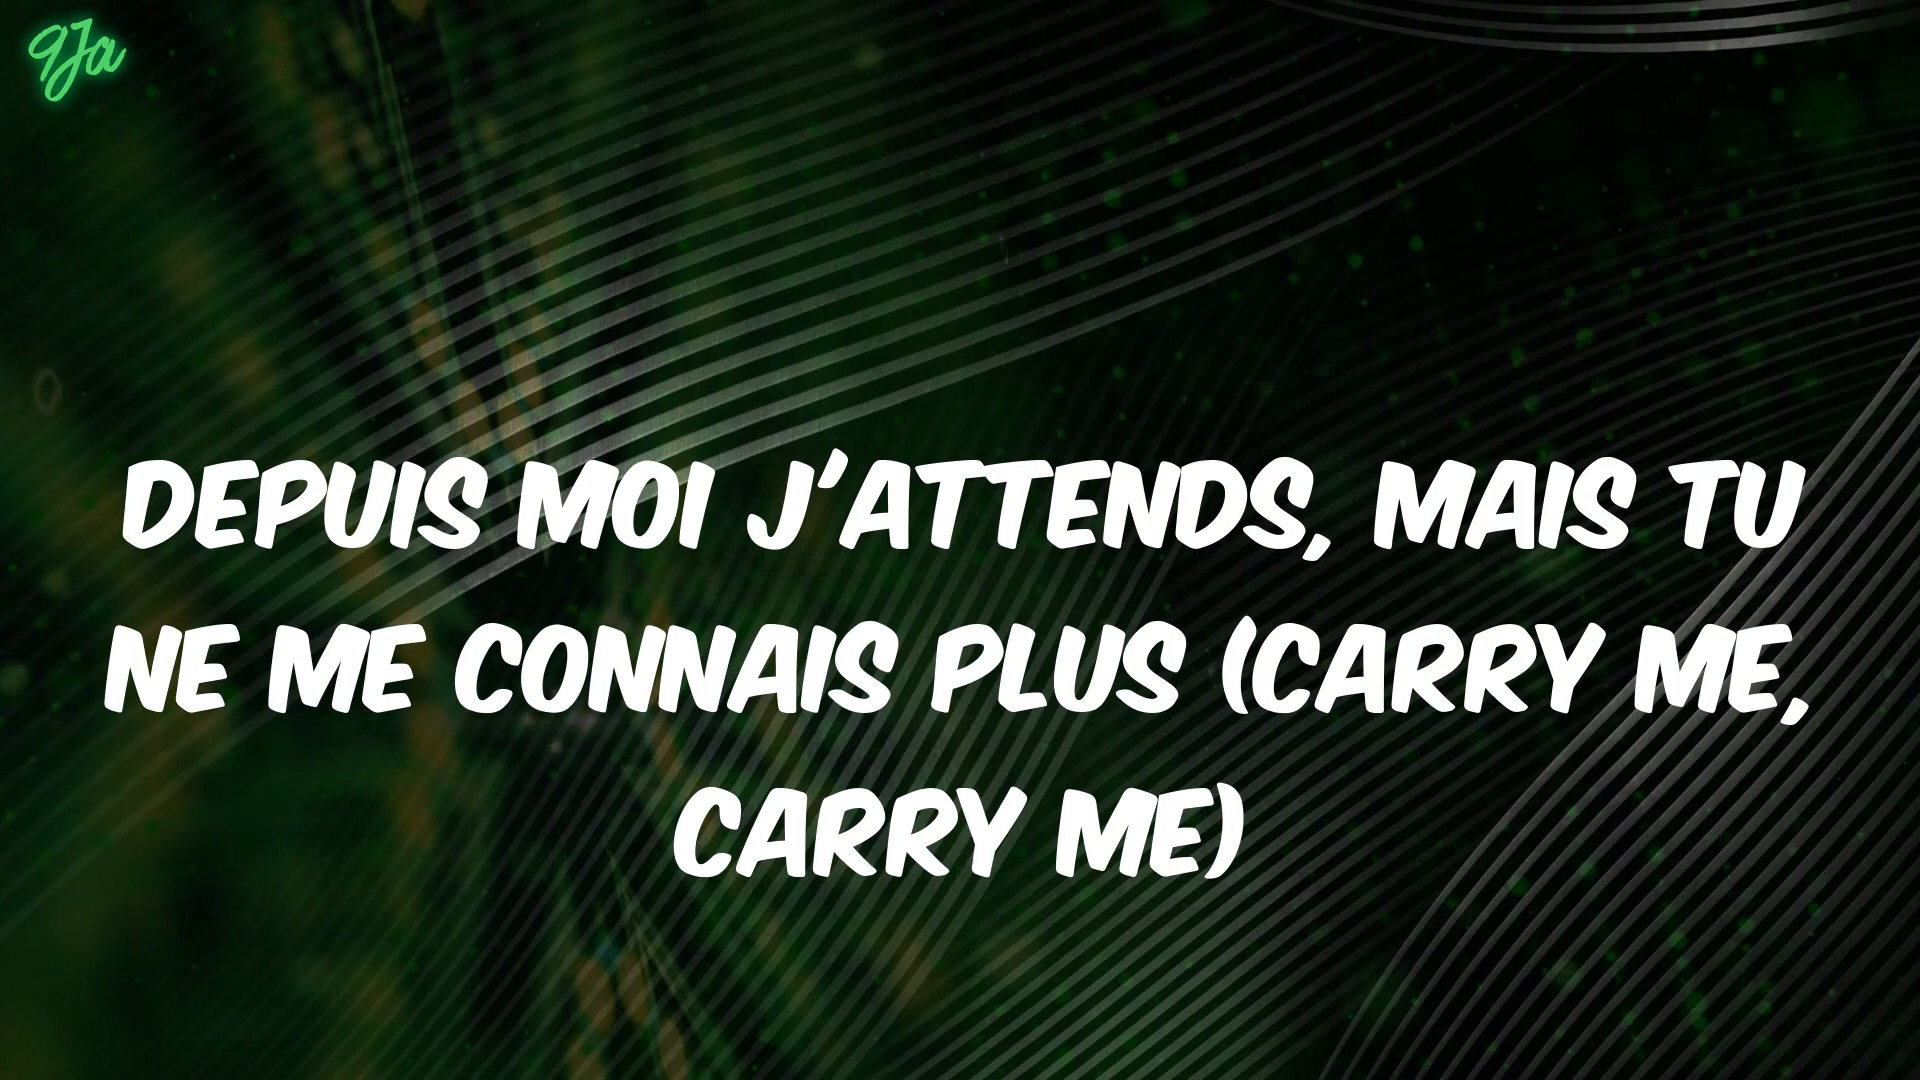 9Ja
DEPUIS MOI J'ATTENDS, MAIS TU
NE ME CONNAIS PLUS (CARRY ME,
CARRY ME)